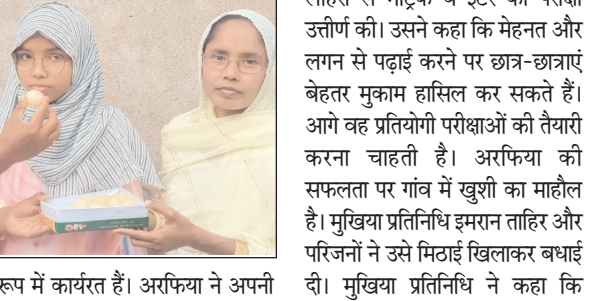 रूप में कार्यरत हैं। अरफिया ने अपनी
उत्तीर्ण की। उसने कहा कि मेहनत और
लगन से पढ़ाई करने पर छात्र-छात्राएं
बेहतर मुकाम हासिल कर सकते हैं।
आगे वह प्रतियोगी परीक्षाओं की तैयारी
करना चाहती है। अरफिया की
सफलता पर गांव में खुशी का माहौल
है। मुखिया प्रतिनिधि इमरान ताहिर और
परिजनों ने उसे मिठाई खिलाकर बधाई
दी। मुखिया प्रतिनिधि ने कहा कि